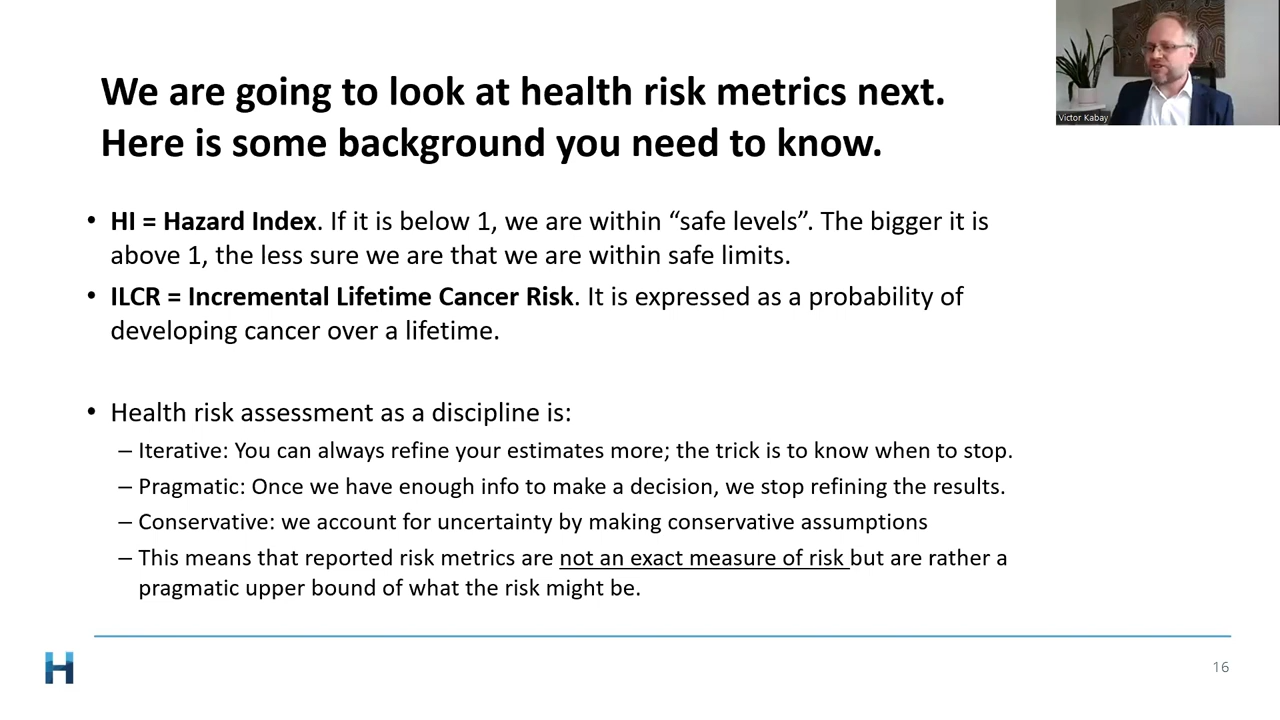 We are going to look at health risk metrics next.
Here is some background you need to know.
Victor Kabay
• HI = Hazard Index. If it is below 1, we are within “safe levels”. The bigger it is
above 1, the less sure we are that we are within safe limits.
• ILCR = Incremental Lifetime Cancer Risk. It is expressed as a probability of
developing cancer over a lifetime.
• Health risk assessment as a discipline is:
– Iterative: You can always refine your estimates more; the trick is to know when to stop.
– Pragmatic: Once we have enough info to make a decision, we stop refining the results.
– Conservative: we account for uncertainty by making conservative assumptions
– This means that reported risk metrics are not an exact measure of risk but are rather a
pragmatic upper bound of what the risk might be.
H
16